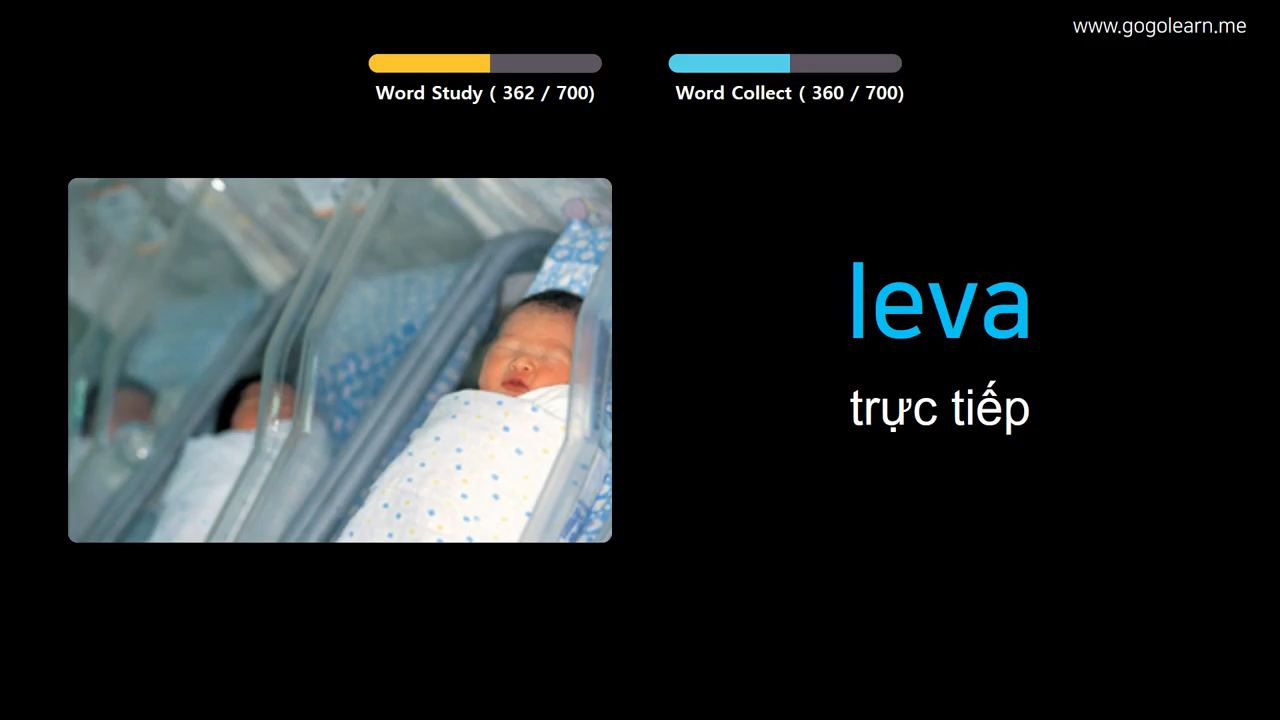 www.gogolearn.me
Word Study ( 362 / 700)
Word Collect ( 360 / 700)
leva
trực tiếp